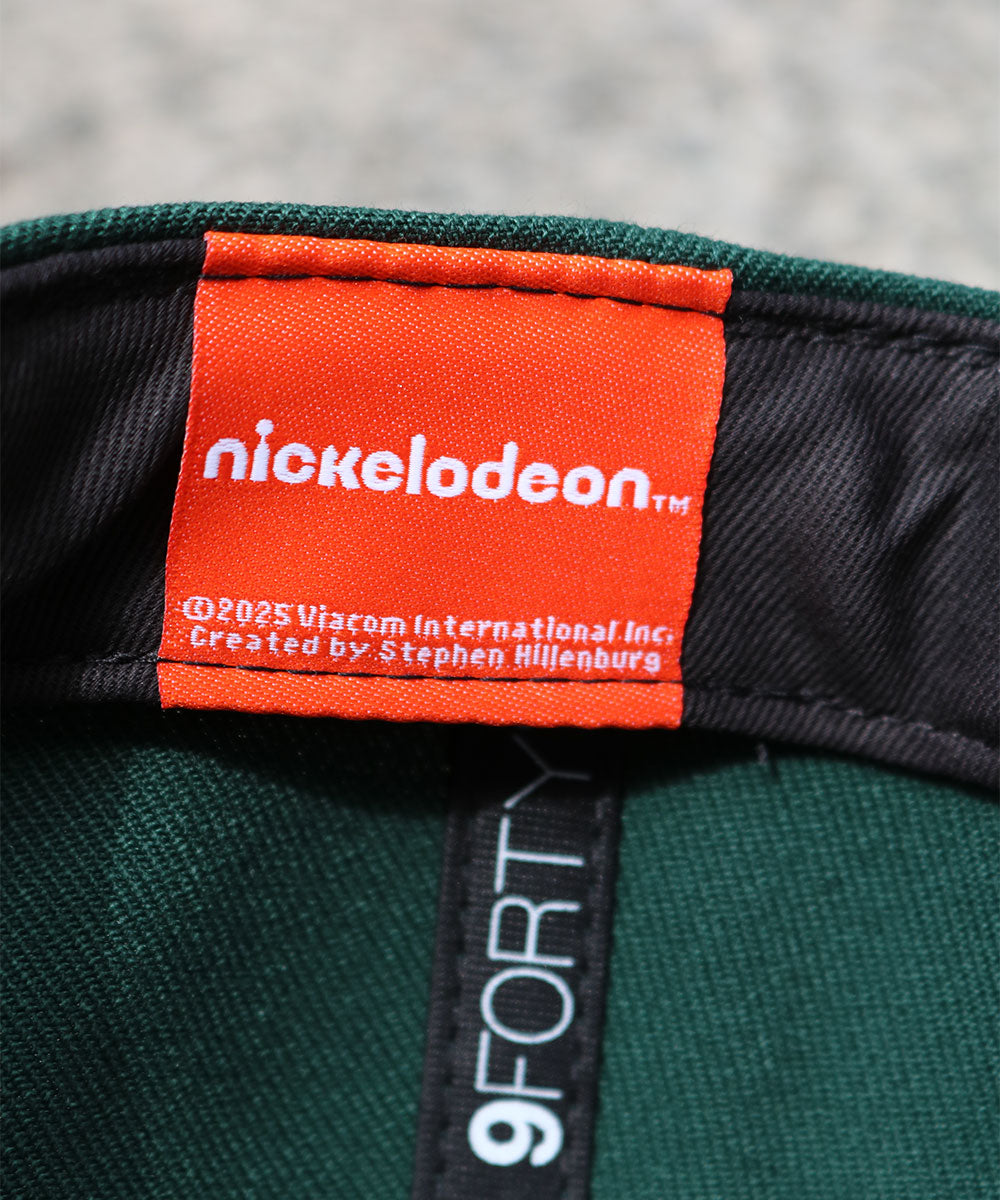 nickelodeon™
©2025 Viacom International Inc.
Created by Stephen Hillenburg
9FORTY